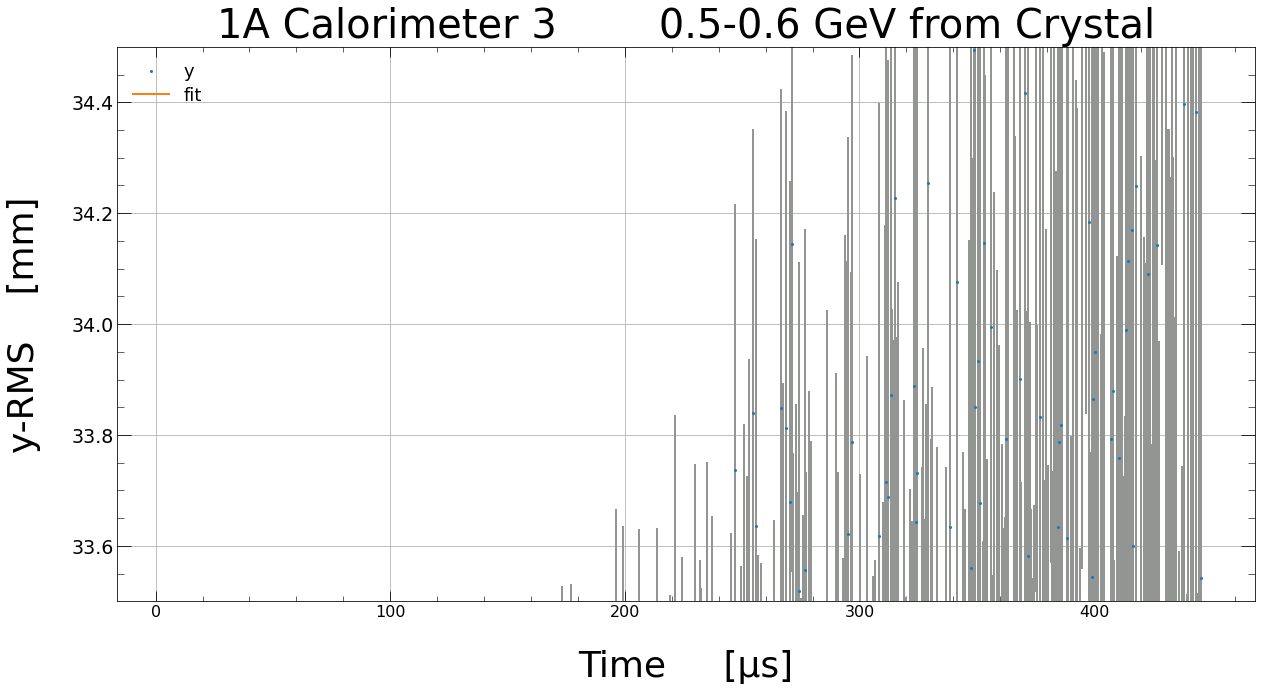 1A Calorimeter 3 0.5-0.6 GeV from Crystal
y
fit
34.4
34.2
34.0
33.8
33.6
y-RMS [mm]
0 100 200 300 400
Time [µs]